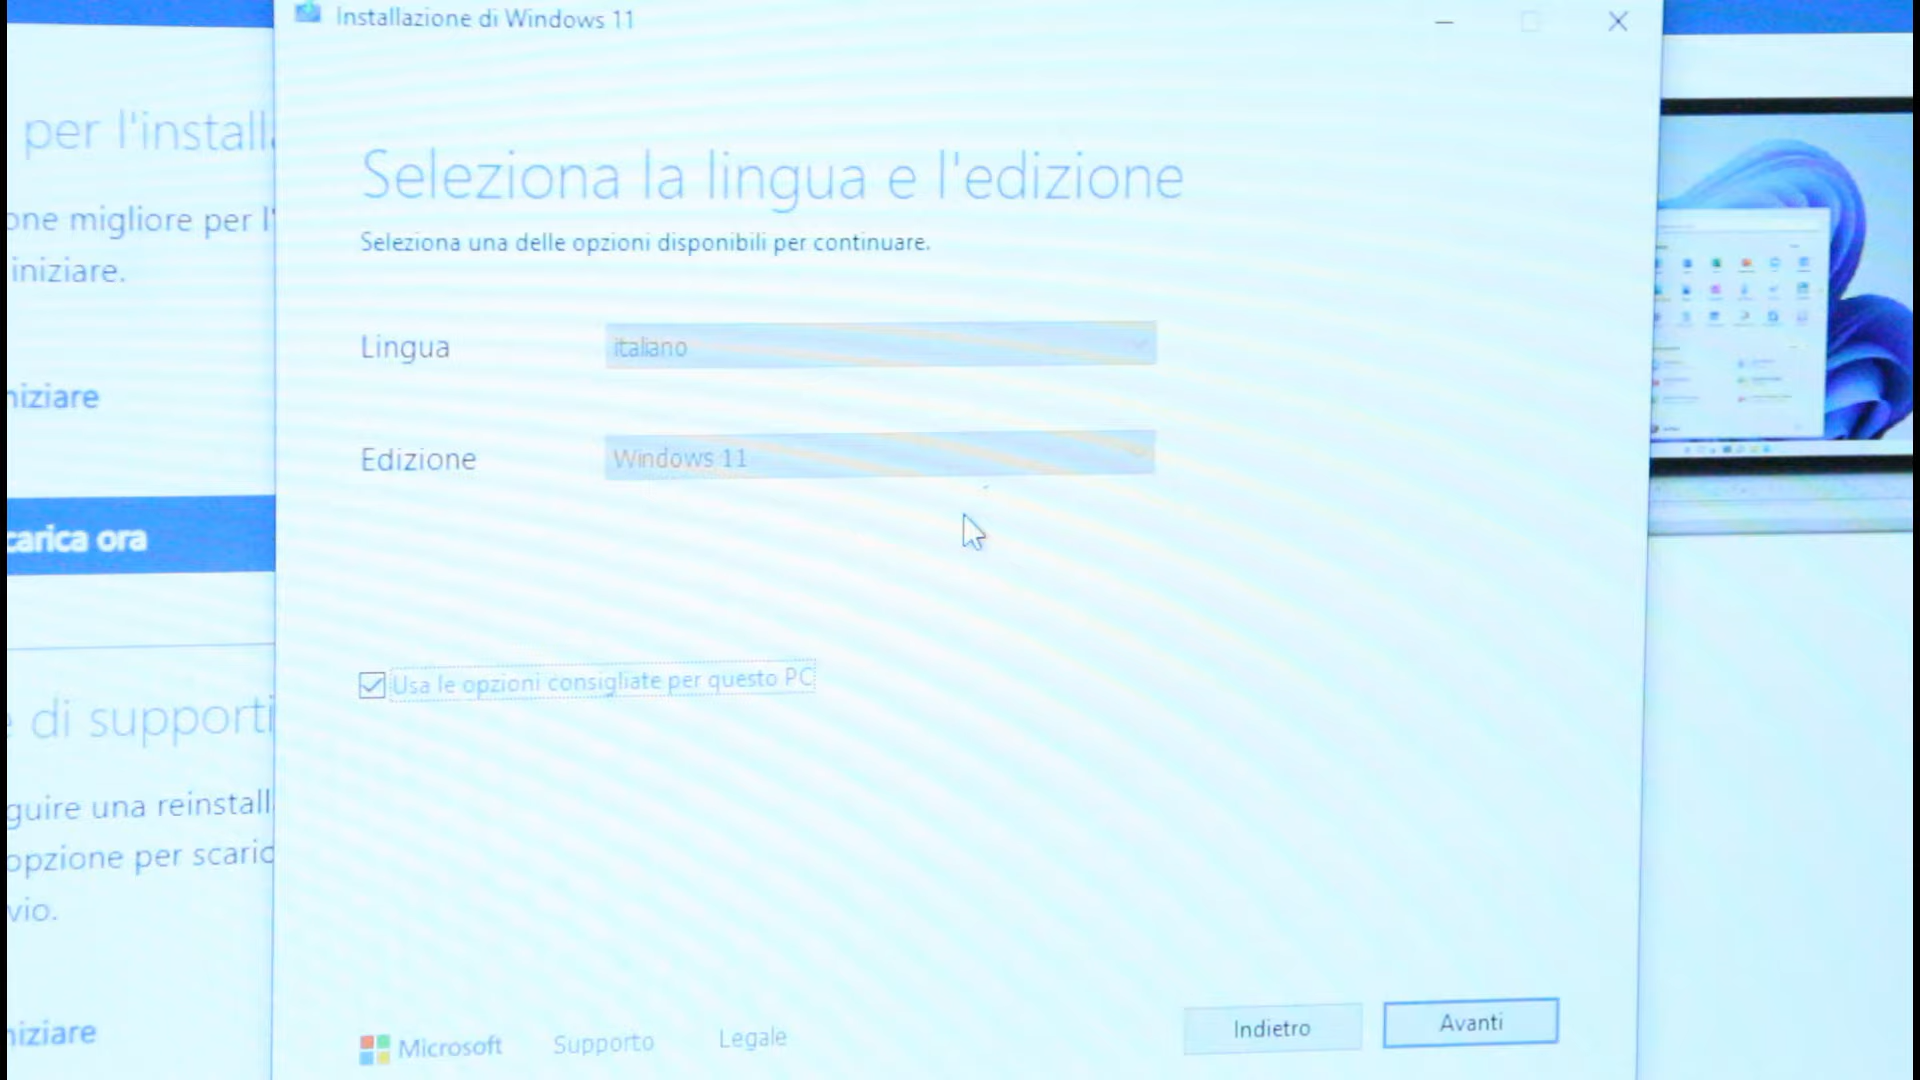 Installazione di Windows 11
per l'install
one migliore per l'
iniziare.
niziare
carica ora
e di supporti
guire una reinstall
opzione per scaric
vio.
niziare
Seleziona la lingua e l'edizione
Seleziona una delle opzioni disponibili per continuare.
Lingua
italiano
Edizione
Windows 11
Usa le opzioni consigliate per questo PC
Microsoft
Supporto
Legale
Indietro
Avanti